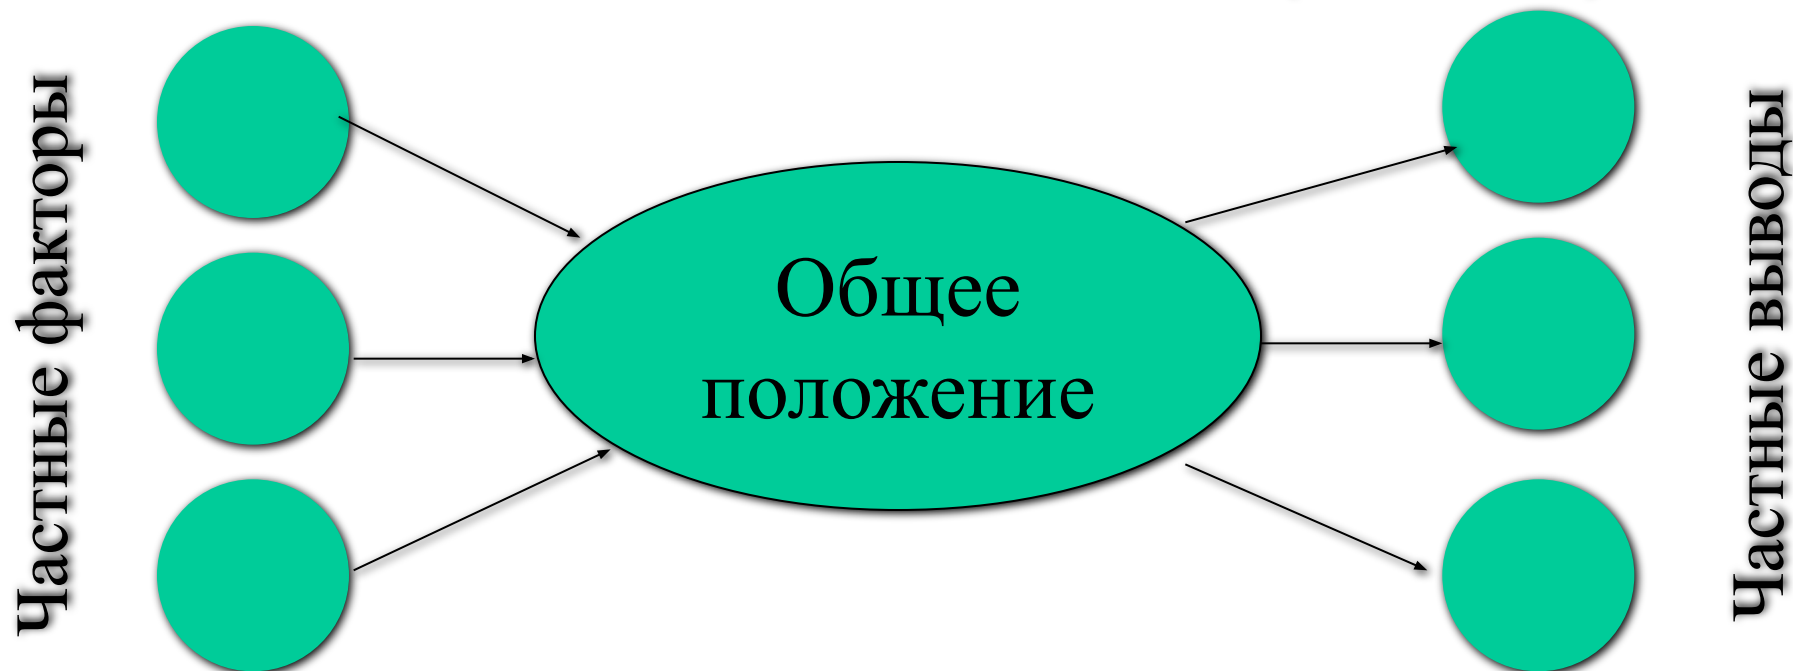 Частные факторы
Общее
положение
Частные выводы